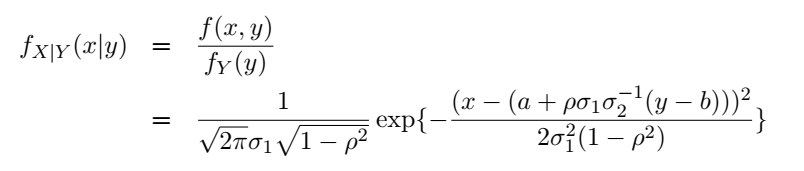 f_{X|Y}(x|y) = \frac{f(x, y)}{f_Y(y)}
= \frac{1}{\sqrt{2\pi}\sigma_1\sqrt{1 - \rho^2}} \exp\{-\frac{(x - (a + \rho\sigma_1\sigma_2^{-1}(y - b)))^2}{2\sigma_1^2(1 - \rho^2)}\}